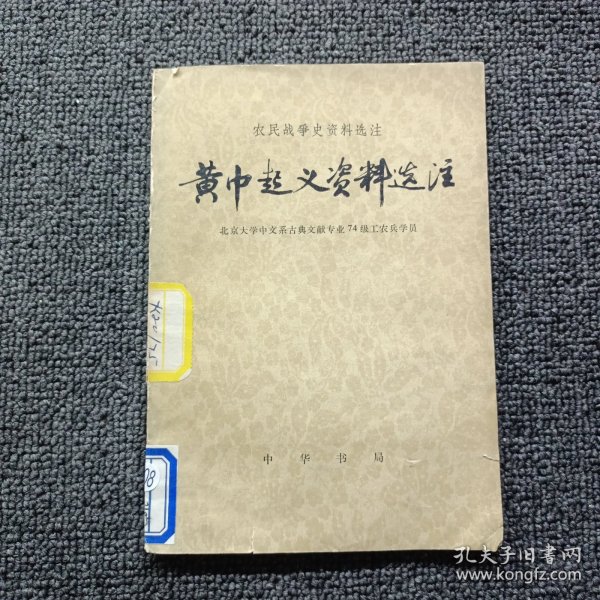 农民战争史资料选注
黄巾起义资料选注
北京大学中文系古典文献专业74级工农兵学员
中华书局
孔夫子旧书网
www.kongfz.com